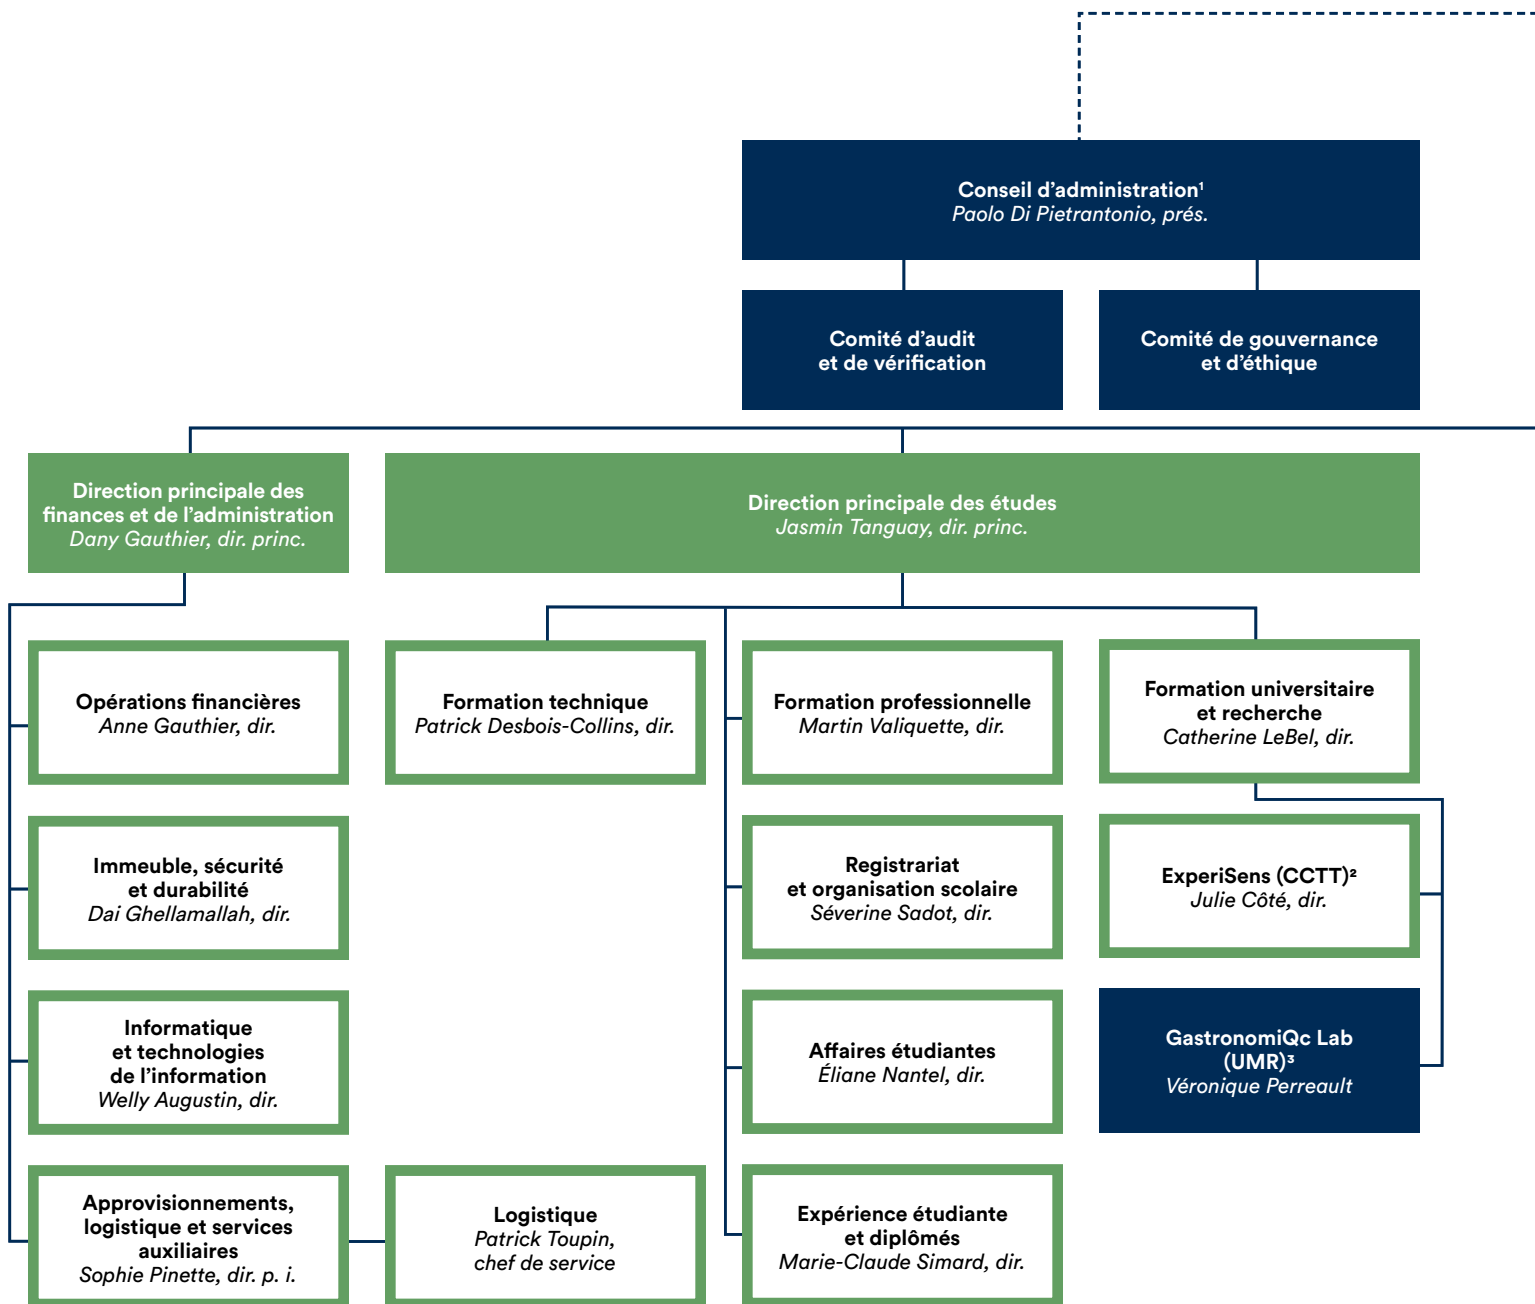 Conseil d’administration¹
Paolo Di Pietrantonio, prés.
Comité d’audit
et de vérification
Comité de gouvernance
et d’éthique
Direction principale des
finances et de l’administration
Dany Gauthier, dir. princ.
Direction principale des études
Jasmin Tanguay, dir. princ.
Opérations financières
Anne Gauthier, dir.
Formation technique
Patrick Desbois-Collins, dir.
Formation professionnelle
Martin Valiquette, dir.
Formation universitaire
et recherche
Catherine LeBel, dir.
Immeuble, sécurité
et durabilité
Dai Ghellamallah, dir.
Registrariat
et organisation scolaire
Séverine Sadot, dir.
ExperiSens (CCTT)²
Julie Côté, dir.
Informatique
et technologies
de l’information
Welly Augustin, dir.
Affaires étudiantes
Éliane Nantel, dir.
GastronomiQc Lab
(UMR)³
Véronique Perreault
Approvisionnements,
logistique et services
auxiliaires
Sophie Pinette, dir. p. i.
Logistique
Patrick Toupin,
chef de service
Expérience étudiante
et diplômés
Marie-Claude Simard, dir.